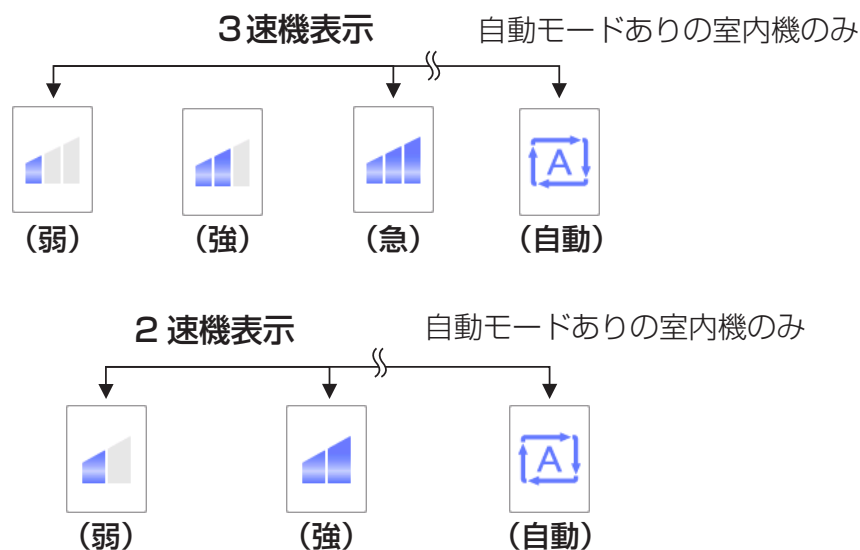 3速機表示 自動モードありの室内機のみ
A
(弱) (強) (急) (自動)
2速機表示 自動モードありの室内機のみ
A
(弱) (強) (自動)